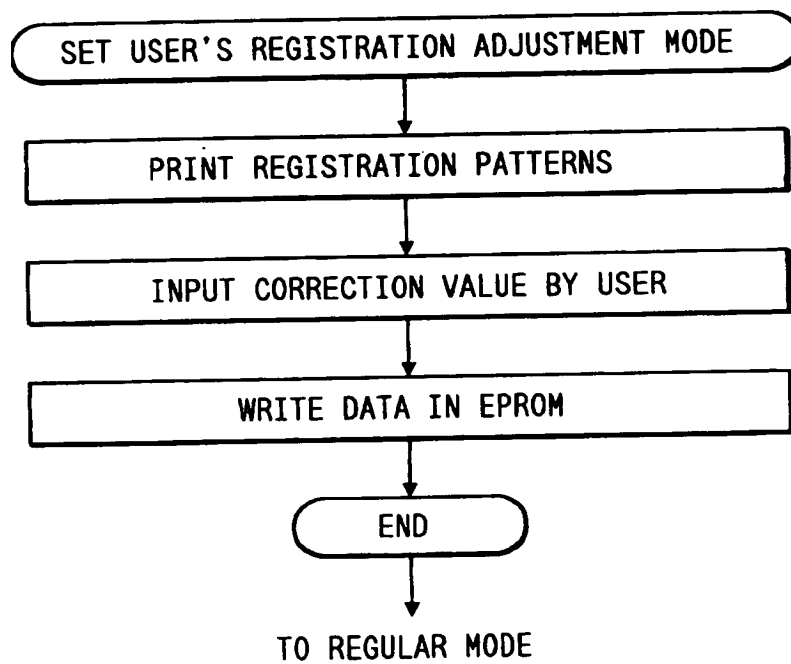 SET USER'S REGISTRATION ADJUSTMENT MODE
PRINT REGISTRATION PATTERNS
INPUT CORRECTION VALUE BY USER
WRITE DATA IN EPROM
END
TO REGULAR MODE